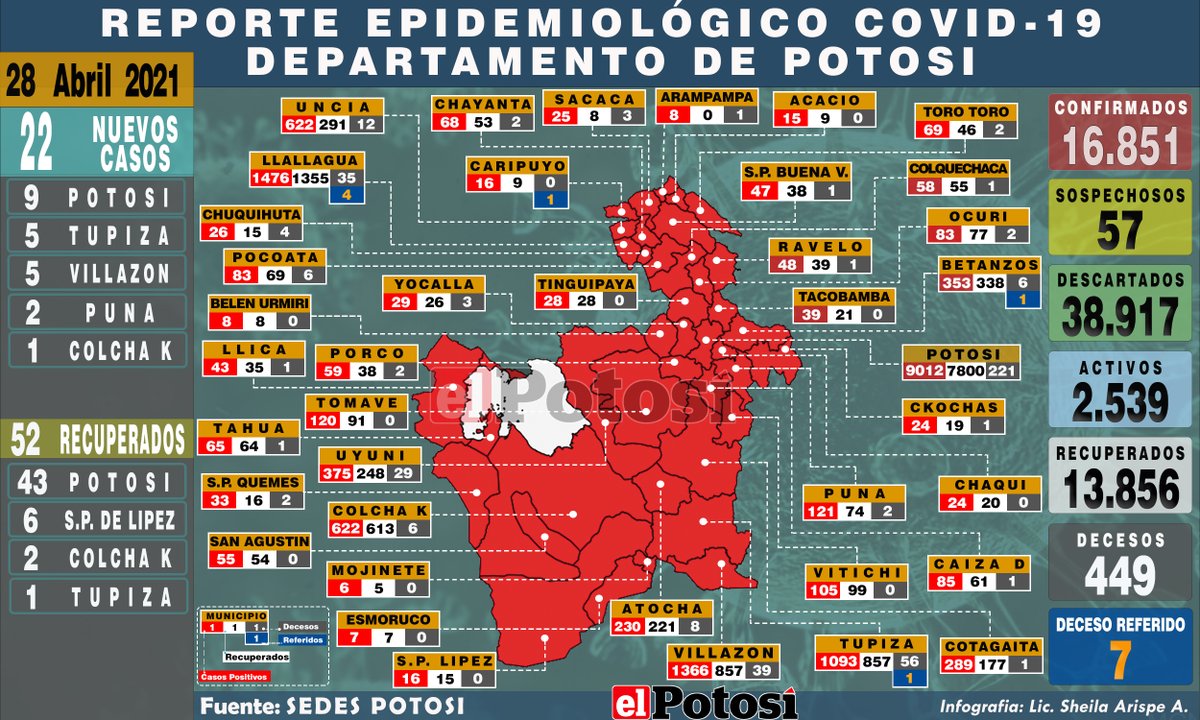 REPORTE EPIDEMIOLÓGICO COVID-19
DEPARTAMENTO DE POTOSI
28 Abril 2021
22 NUEVOS CASOS
9 POTOSI
5 TUPIZA
5 VILLAZON
2 PUNA
1 COLCHA K
52 RECUPERADOS
43 POTOSI
6 S.P. DE LIPEZ
2 COLCHA K
1 TUPIZA
UNCIA
622 291 12
CHAYANTA
68 53 2
SACACA
25 8 3
ARAMPAMPA
8 0 1
ACACIO
15 9 0
TORO TORO
69 46 2
LLALLAGUA
1476 1355 35
4
CARIPUYO
16 9 0
1
S.P. BUENA V.
47 38 1
COLQUECHACA
58 55 1
CHUQUIHUTA
26 15 4
OCURI
83 77 2
POCOATA
83 69 6
RAVELO
48 39 1
YOCALLA
29 26 3
TINGUIPAYA
28 28 0
BETANZOS
353 338 6
1
BELEN URMIRI
8 8 0
TACOBAMBA
39 21 0
LLICA
43 35 1
PORCO
59 38 2
POTOSI
9012 7800 221
el Potosí
TOMAVE
120 91 0
CKOCHAS
24 19 1
TAHUA
65 64 1
UYUNI
375 248 29
S.P. QUEMES
33 16 2
PUNA
121 74 2
CHAQUI
24 20 0
COLCHA K
622 613 6
SAN AGUSTIN
55 54 0
MOJINETE
6 5 0
VITICHI
105 99 0
CAIZA D
85 61 1
ESMORUCO
7 7 0
ATOCHA
230 221 8
S.P. LIPEZ
16 15 0
VILLAZON
1366 857 39
TUPIZA
1093 857 56
1
COTAGAITA
289 177 1
MUNICIPIO
1 1 1
1
Decesos
Referidos
Recuperados
Casos Positivos
CONFIRMADOS
16.851
SOSPECHOSOS
57
DESCARTADOS
38.917
ACTIVOS
2.539
RECUPERADOS
13.856
DECESOS
449
DECESO REFERIDO
7
Fuente: SEDES POTOSI
el Potosí
Infografia: Lic. Sheila Arispe A.